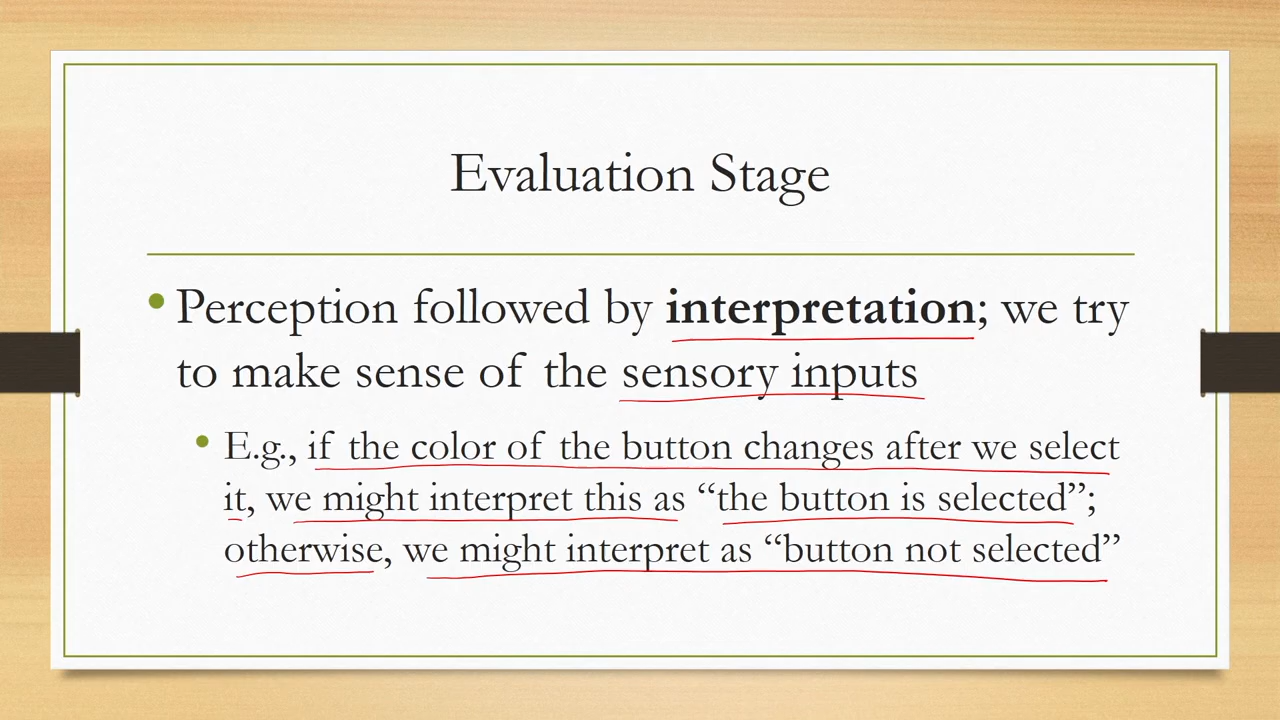 Evaluation Stage
• Perception followed by interpretation; we try
to make sense of the sensory inputs
• E.g., if the color of the button changes after we select
it, we might interpret this as “the button is selected”;
otherwise, we might interpret as “button not selected”